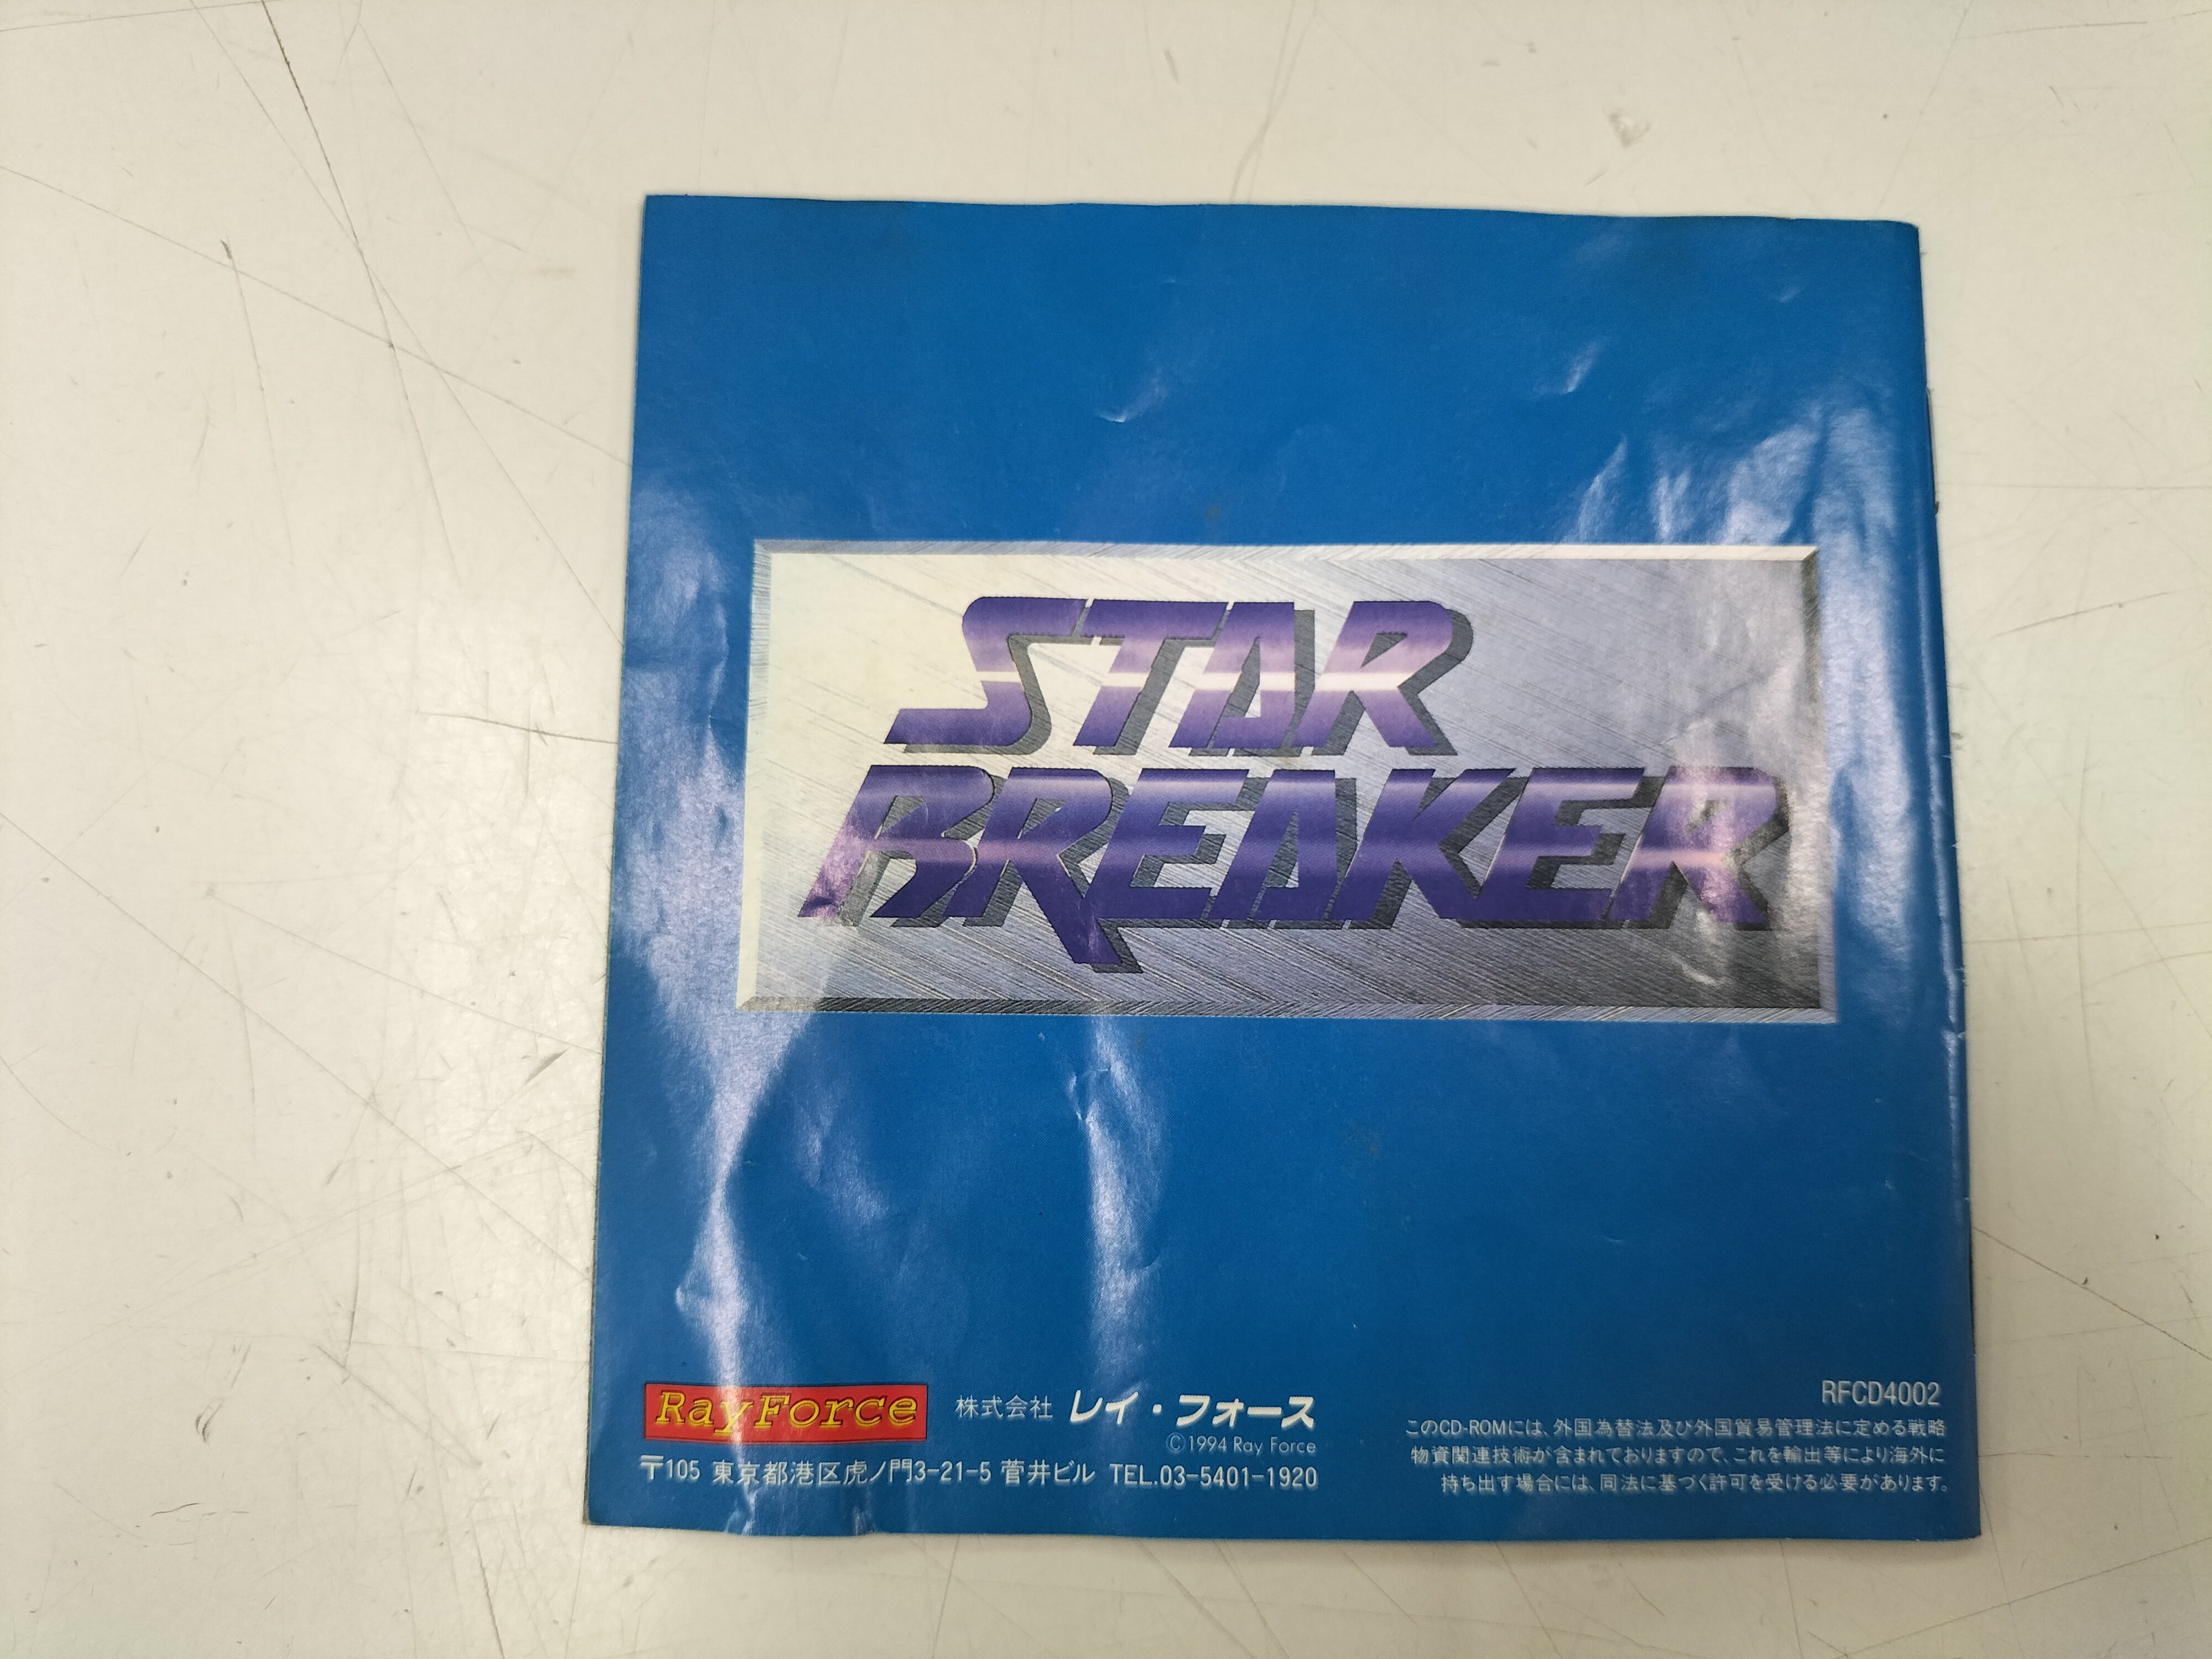 STAR
BREAKER
RayForce 株式会社 レイ・フォース
©1994 Ray Force
〒105 東京都港区虎ノ門3-21-5 菅井ビル TEL.03-5401-1920
RFCD4002
このCD-ROMには、外国為替法及び外国貿易管理法に定める戦略
物資関連技術が含まれておりますので、これを輸出等により海外に
持ち出す場合には、同法に基づく許可を受ける必要があります。